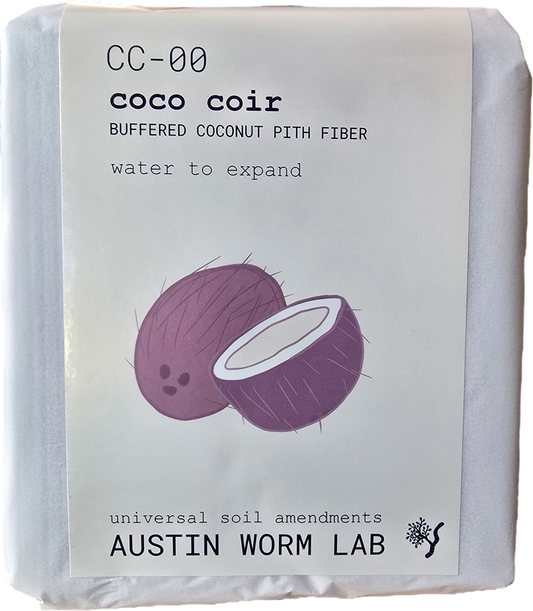 CC-00
coco coir
BUFFERED COCONUT PITH FIBER
water to expand
universal soil amendments
AUSTIN WORM LAB